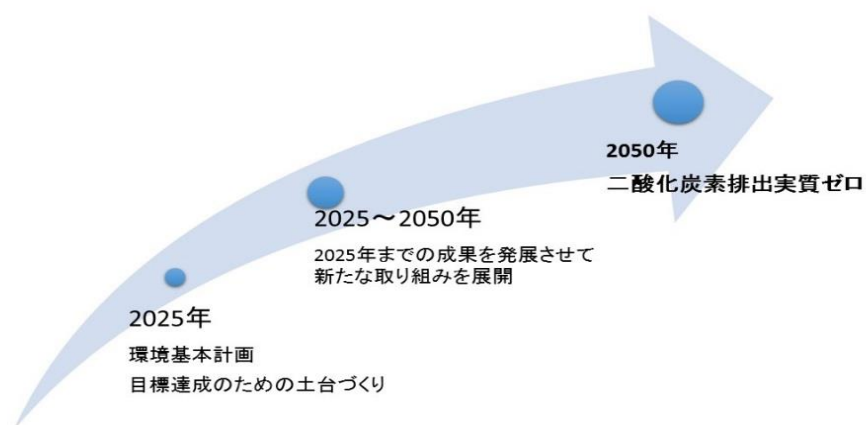 2050年
二酸化炭素排出実質ゼロ
2025～2050年
2025年までの成果を発展させて
新たな取り組みを展開
2025年
環境基本計画
目標達成のための土台づくり